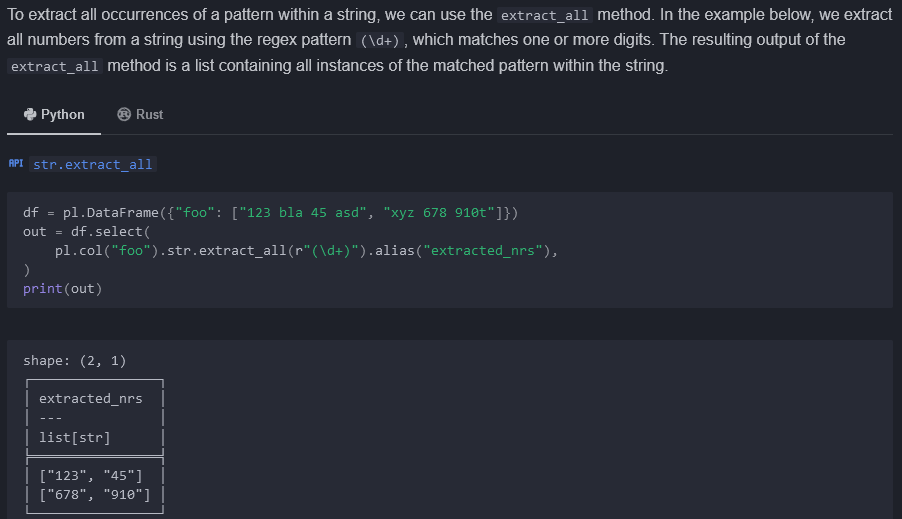 To extract all occurrences of a pattern within a string, we can use the extract_all method. In the example below, we extract
all numbers from a string using the regex pattern (\d+), which matches one or more digits. The resulting output of the
extract_all method is a list containing all instances of the matched pattern within the string.
Python Rust
API str.extract_all
df = pl.DataFrame({"foo": ["123 bla 45 asd", "xyz 678 910t"]})
out = df.select(
    pl.col("foo").str.extract_all(r"(\d+)").alias("extracted_nrs"),
)
print(out)
shape: (2, 1)
extracted_nrs
---
list[str]
["123", "45"]
["678", "910"]